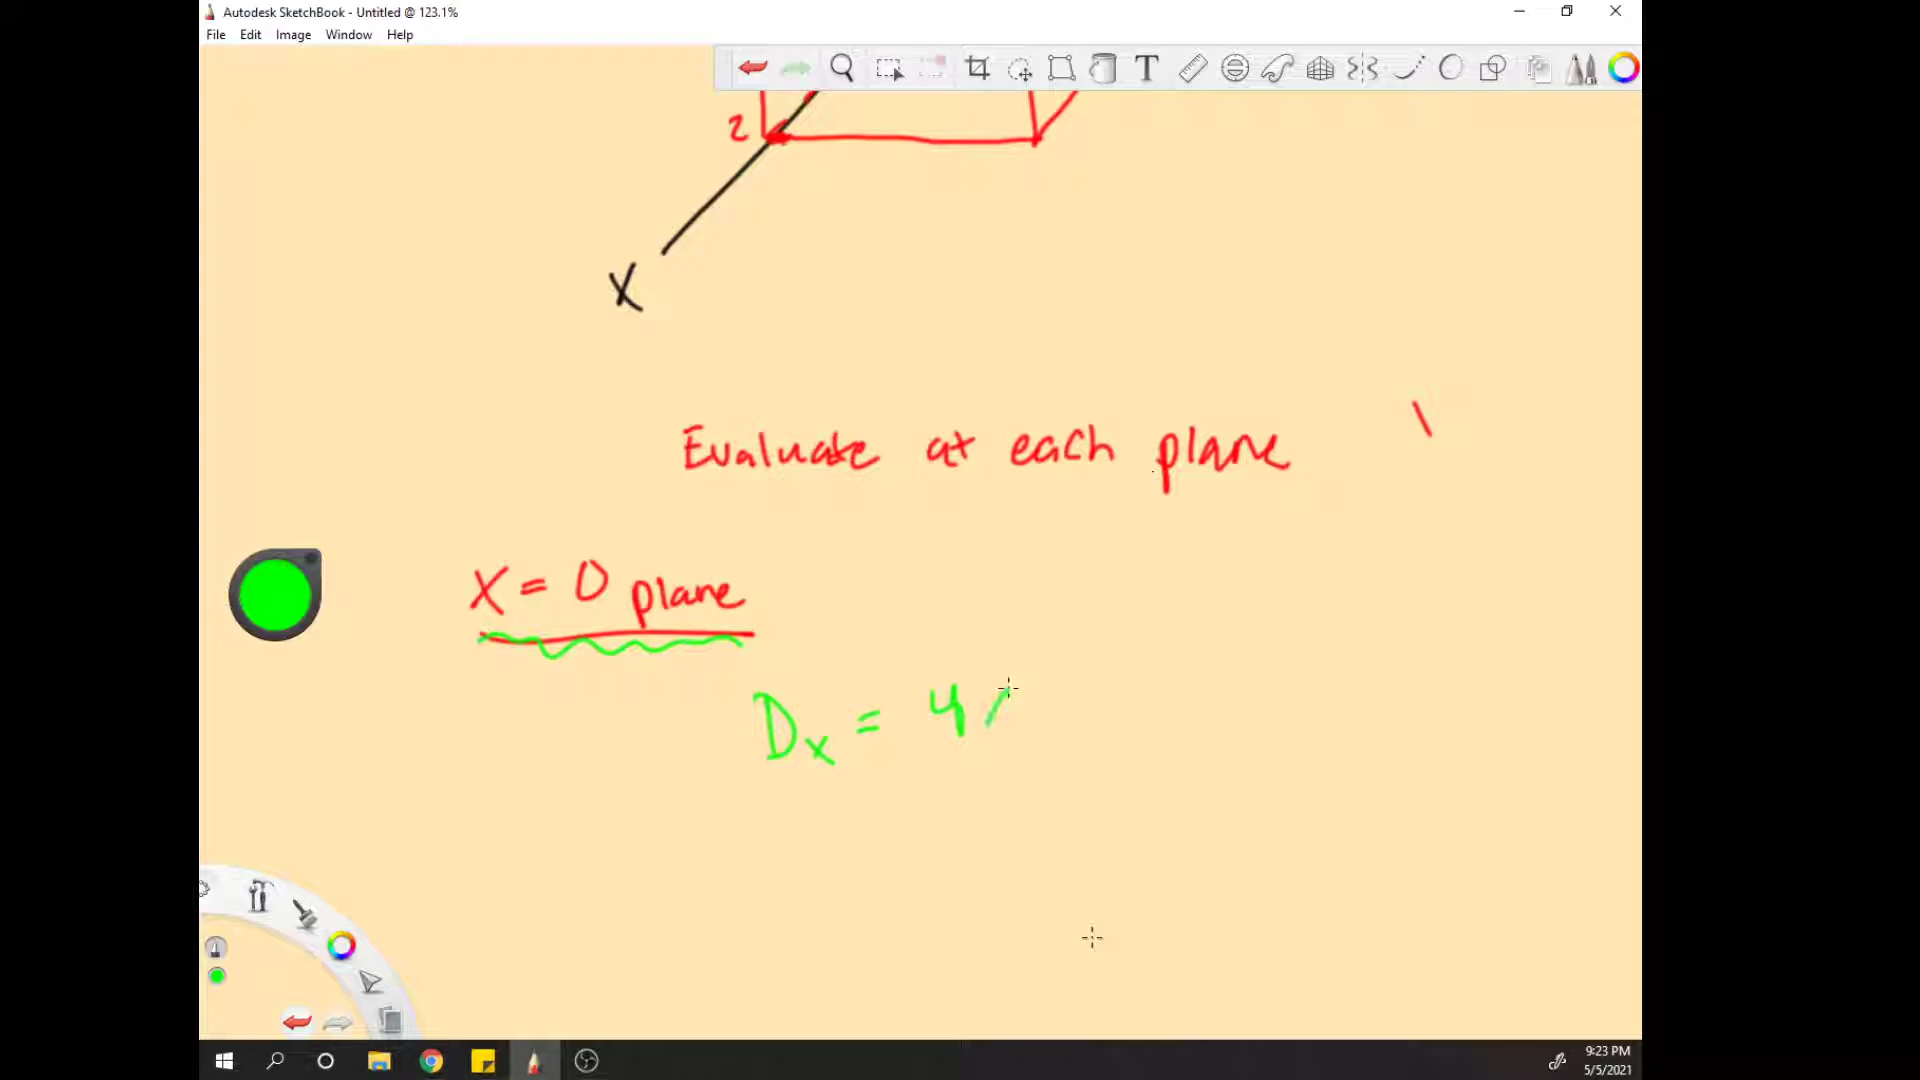 Autodesk SketchBook - Untitled @ 123.1%
File Edit Image Window Help
T
2
X
Evaluate at each plane
X = 0 plane
Dx = 4
9:23 PM
5/5/2021